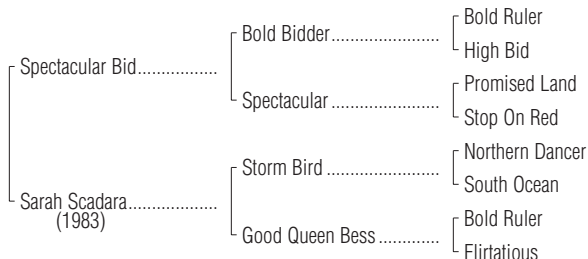 Bold Ruler
Bold Bidder....................
High Bid
Spectacular Bid...............
Promised Land
Spectacular ....................
Stop On Red
Northern Dancer
Storm Bird .....................
South Ocean
Sarah Scadara.................
(1983)
Bold Ruler
Good Queen Bess ...........
Flirtatious